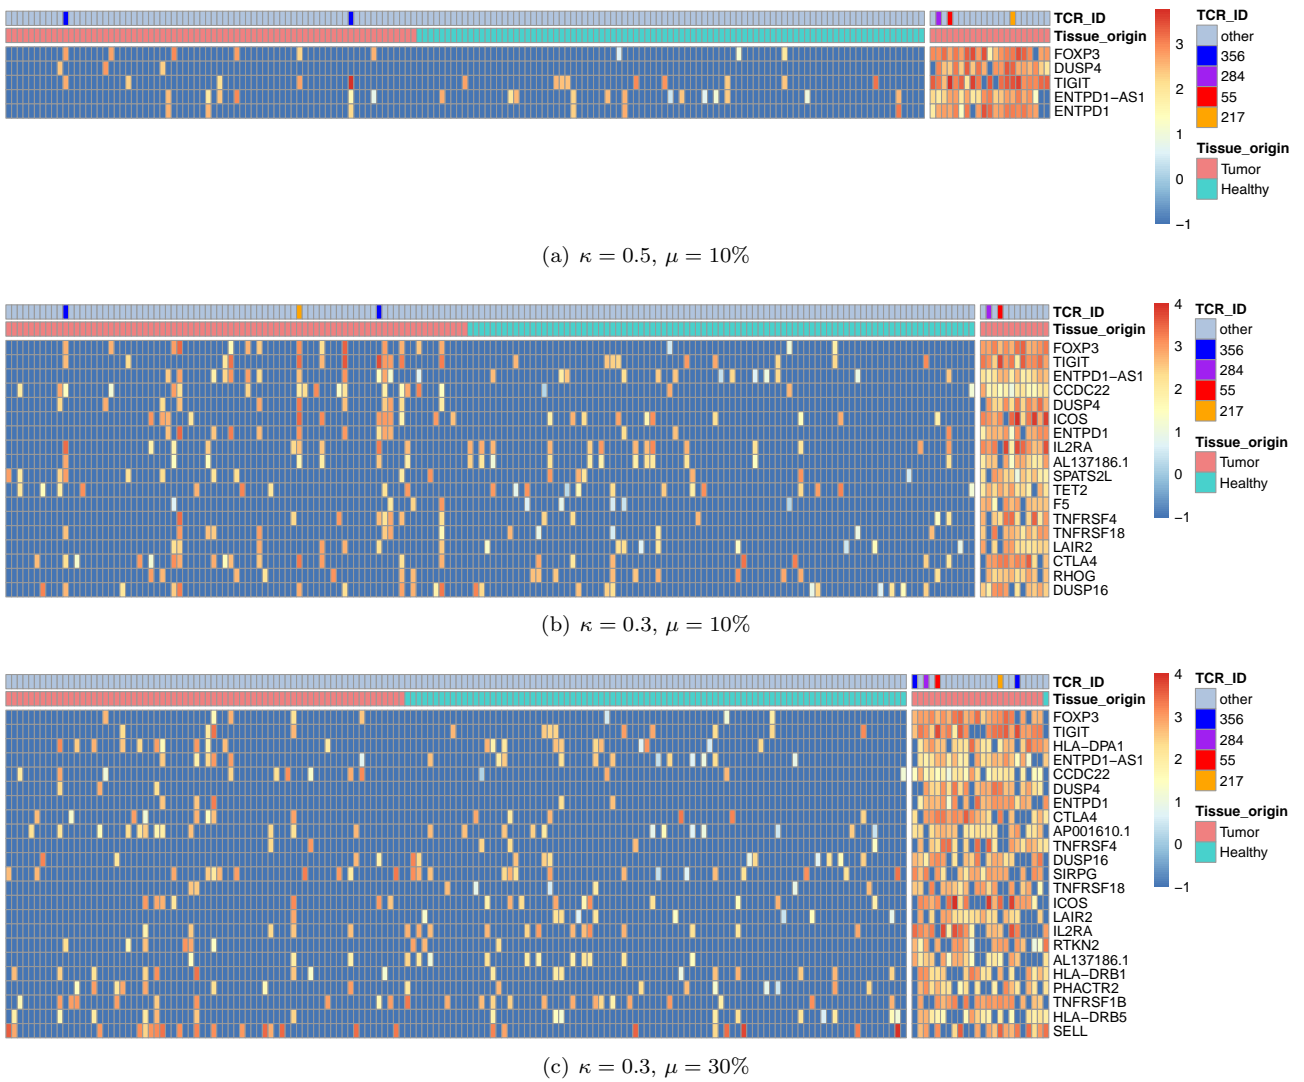 TCR_ID
Tissue_origin
FOXP3
DUSP4
TIGIT
ENTPD1−AS1
ENTPD1
3
2
1
0
−1
TCR_ID
other
356
284
55
217
Tissue_origin
Tumor
Healthy
(a) κ = 0.5, μ = 10%
TCR_ID
Tissue_origin
FOXP3
TIGIT
ENTPD1−AS1
CCDC22
DUSP4
ICOS
ENTPD1
IL2RA
AL137186.1
SPATS2L
TET2
F5
TNFRSF4
TNFRSF18
LAIR2
CTLA4
RHOG
DUSP16
4
3
2
1
0
−1
TCR_ID
other
356
284
55
217
Tissue_origin
Tumor
Healthy
(b) κ = 0.3, μ = 10%
TCR_ID
Tissue_origin
FOXP3
TIGIT
HLA−DPA1
ENTPD1−AS1
CCDC22
DUSP4
ENTPD1
CTLA4
AP001610.1
TNFRSF4
DUSP16
SIRPG
TNFRSF18
ICOS
LAIR2
IL2RA
RTKN2
AL137186.1
HLA−DRB1
PHACTR2
TNFRSF1B
HLA−DRB5
SELL
4
3
2
1
0
−1
TCR_ID
other
356
284
55
217
Tissue_origin
Tumor
Healthy
(c) κ = 0.3, μ = 30%